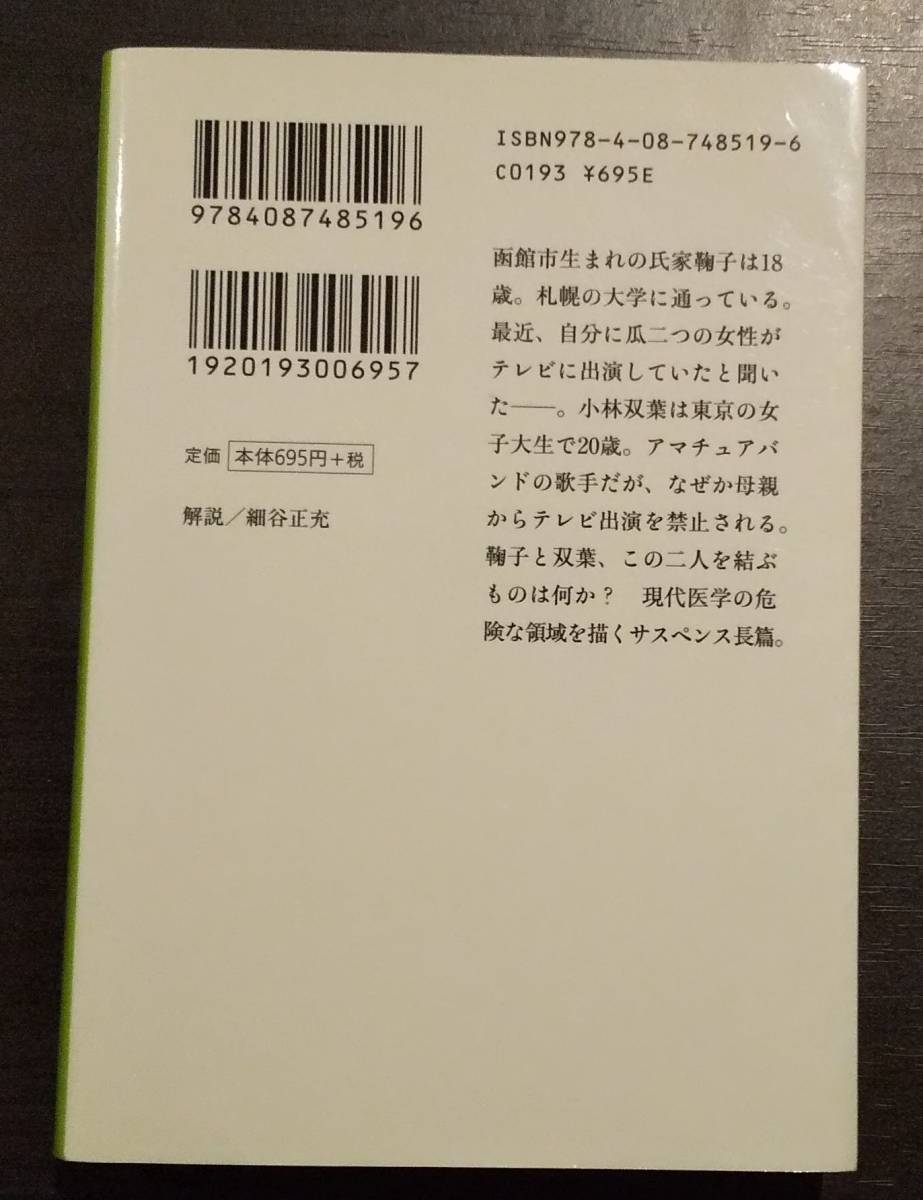 9784087485196
1920193006957
定価 本体695円+税
解説/細谷正充
ISBN978-4-08-748519-6
C0193 ¥695E
函館市生まれの氏家鞠子は18
歳。札幌の大学に通っている。
最近、自分に瓜二つの女性が
テレビに出演していたと聞い
た――。小林双葉は東京の女
子大生で20歳。アマチュアバ
ンドの歌手だが、なぜか母親
からテレビ出演を禁止される。
鞠子と双葉、この二人を結ぶ
ものは何か? 現代医学の危
険な領域を描くサスペンス長篇。